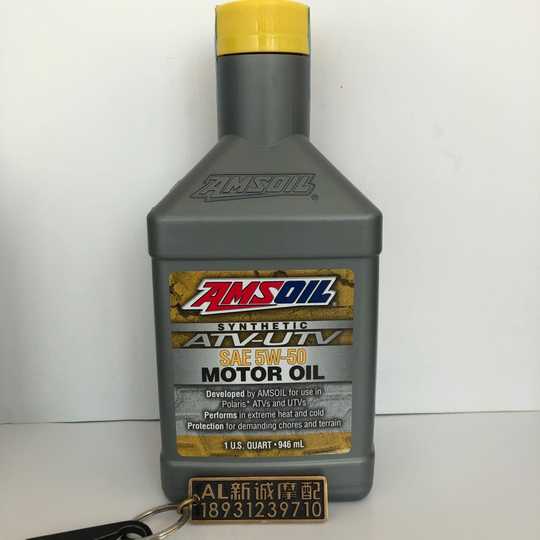 AMSOIL
AMSOIL
SYNTHETIC
ATV-UTV
SAE 5W-50
MOTOR OIL
Developed by AMSOIL for use in
Polaris* ATVs and UTVs
Performs in extreme heat and cold
Protection for demanding chores and terrain
1 U.S. QUART • 946 mL
AL新诚摩配
18931239710